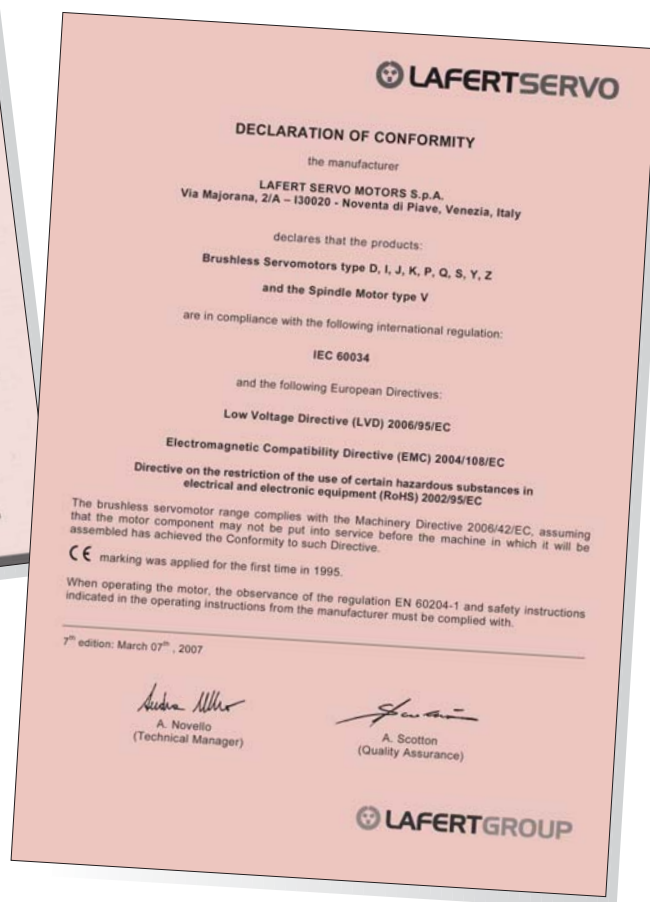 LAFERTSERVO
DECLARATION OF CONFORMITY
the manufacturer
LAFERT SERVO MOTORS S.p.A.
Via Majorana, 2/A – I30020 - Noventa di Piave, Venezia, Italy
declares that the products:
Brushless Servomotors type D, I, J, K, P, Q, S, Y, Z
and the Spindle Motor type V
are in compliance with the following international regulation:
IEC 60034
and the following European Directives:
Low Voltage Directive (LVD) 2006/95/EC
Electromagnetic Compatibility Directive (EMC) 2004/108/EC
Directive on the restriction of the use of certain hazardous substances in
electrical and electronic equipment (RoHS) 2002/95/EC
The brushless servomotor range complies with the Machinery Directive 2006/42/EC, assuming
that the motor component may not be put into service before the machine in which it will be
assembled has achieved the Conformity to such Directive.
CE marking was applied for the first time in 1995.
When operating the motor, the observance of the regulation EN 60204-1 and safety instructions
indicated in the operating instructions from the manufacturer must be complied with.
7th edition: March 07th , 2007
A. Novello
(Technical Manager)
A. Scotton
(Quality Assurance)
LAFERTGROUP